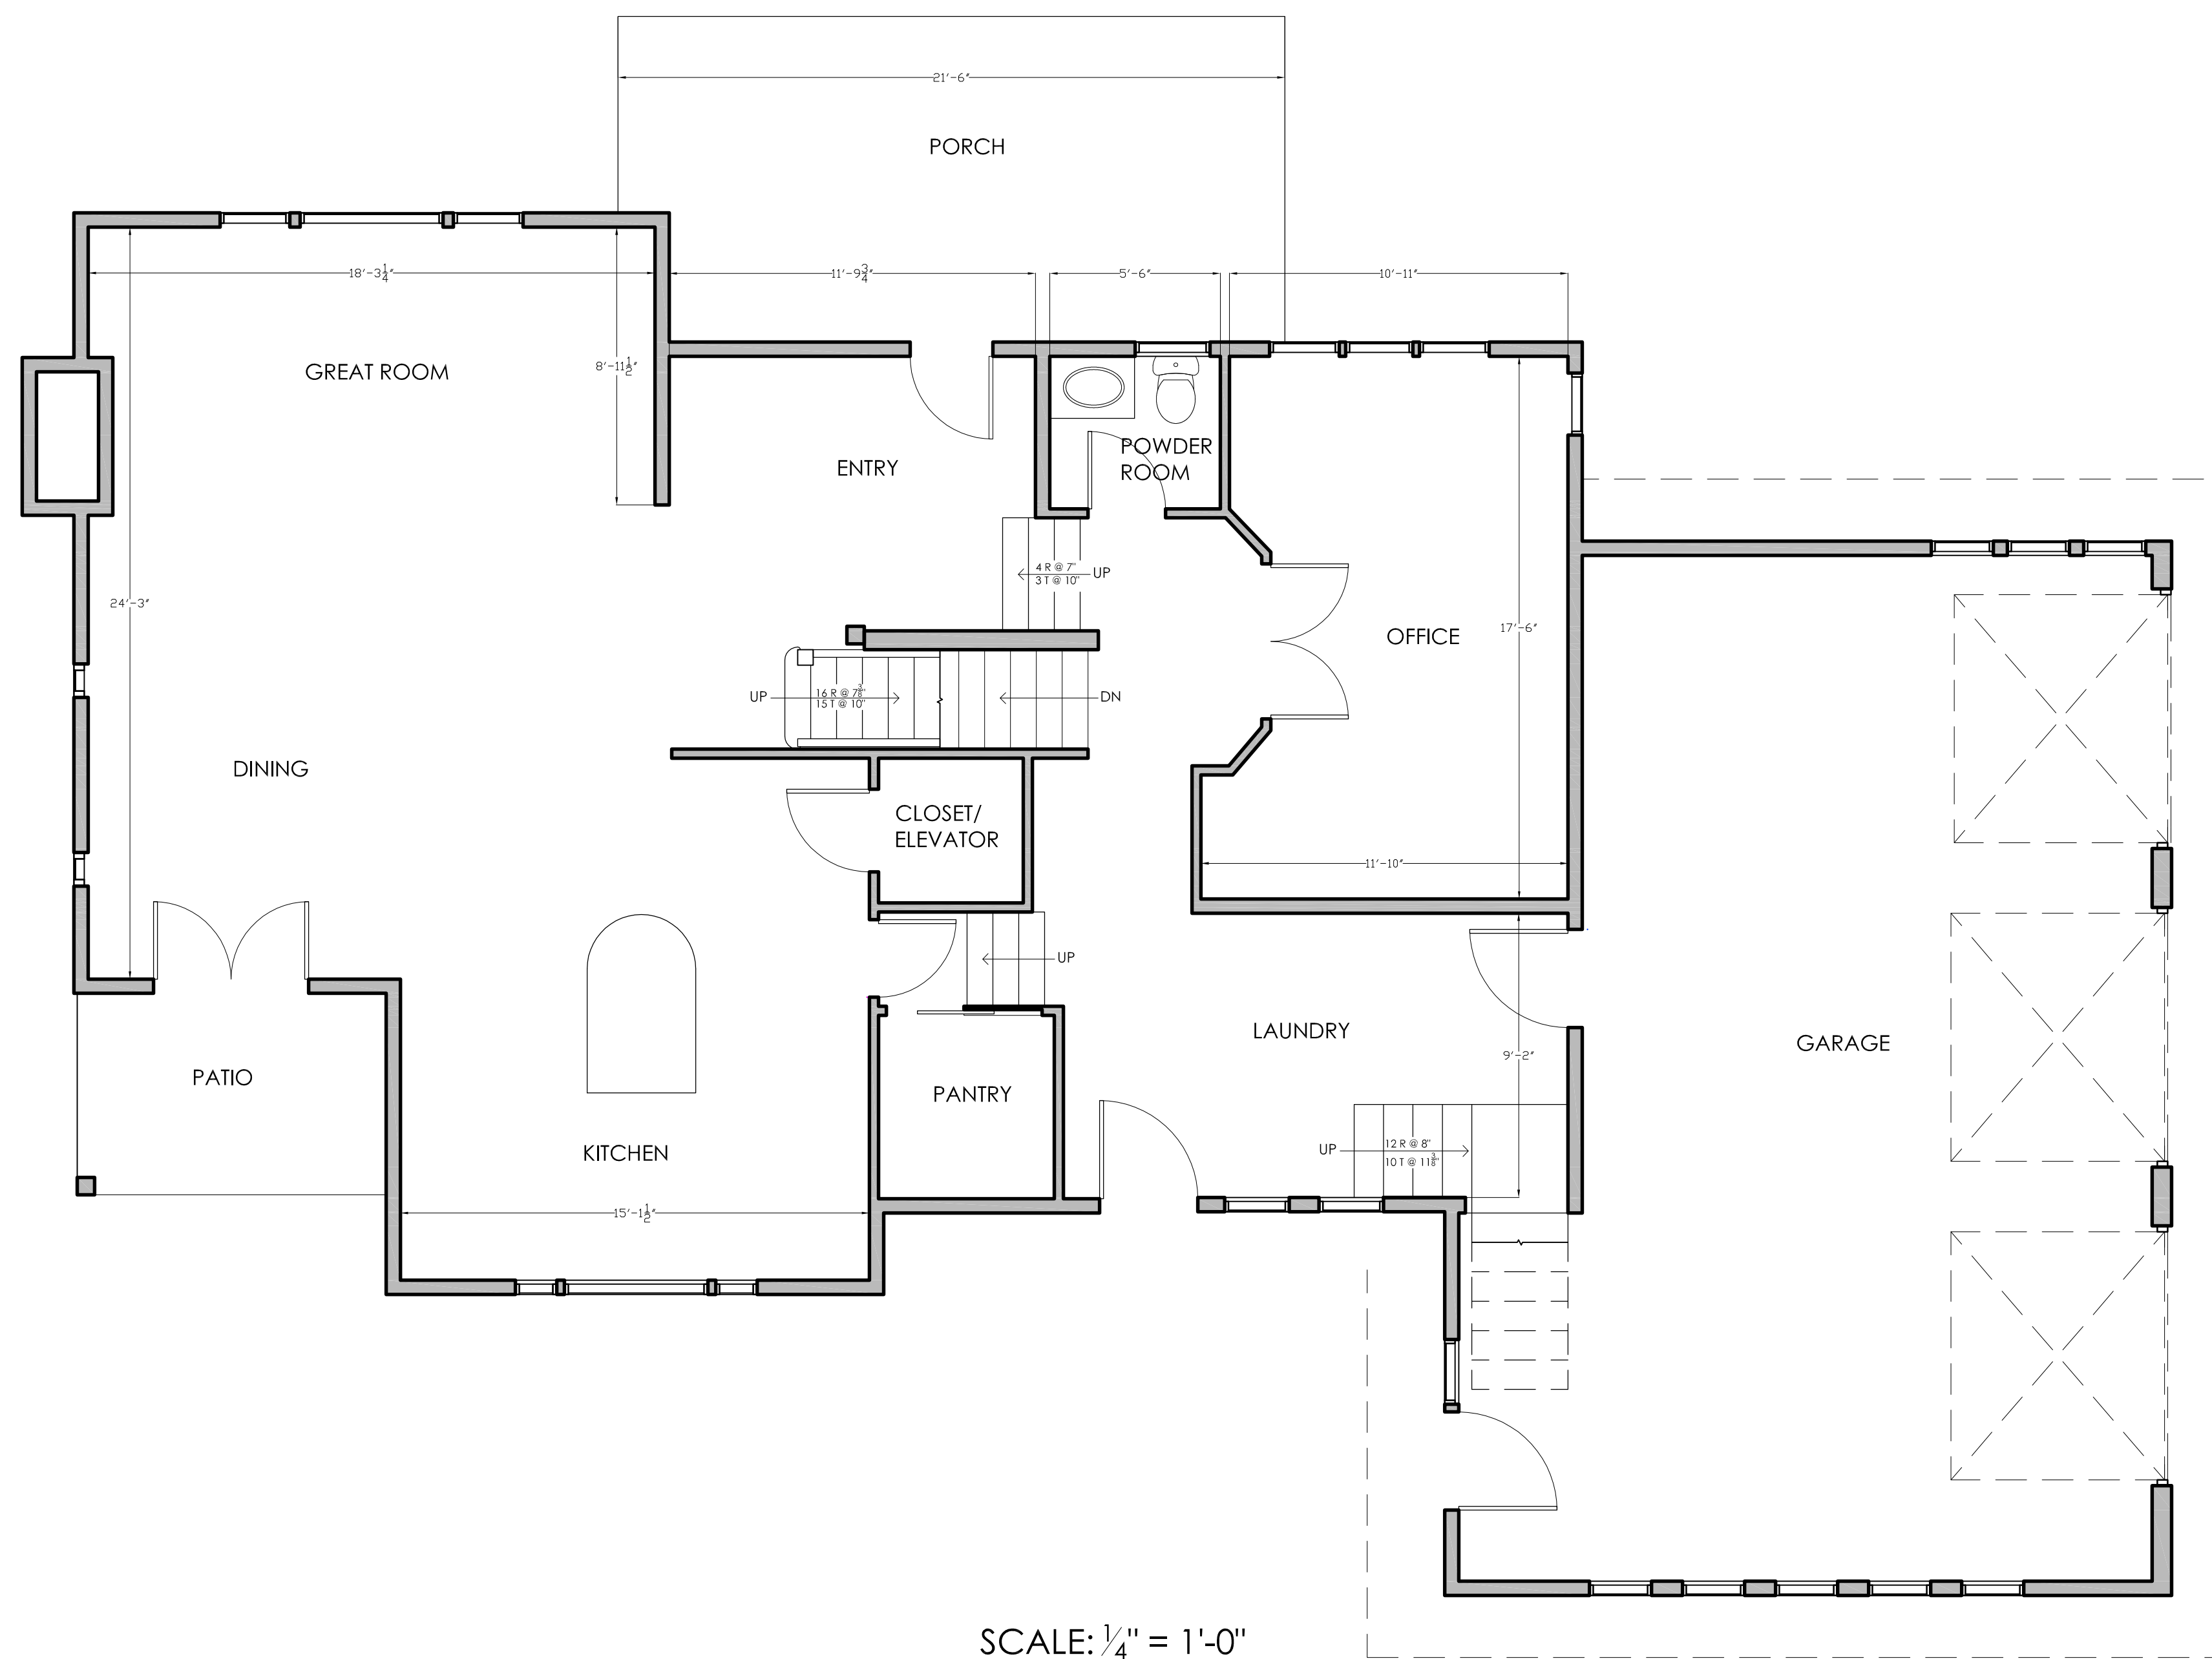 21'-6"
PORCH
18'-3 1/4"
11'-9 3/4"
5'-6"
10'-11"
GREAT ROOM
8'-11 1/2"
ENTRY
POWDER
ROOM
4 R @ 7"
3 T @ 10"
UP
24'-3"
OFFICE
17'-6"
UP
16 R @ 7 3/8"
15 T @ 10"
DN
DINING
CLOSET/
ELEVATOR
11'-10"
UP
LAUNDRY
GARAGE
9'-2"
PATIO
PANTRY
KITCHEN
UP
12 R @ 8"
10 T @ 11 3/8"
15'-1 1/2"
SCALE: 1/4" = 1'-0"